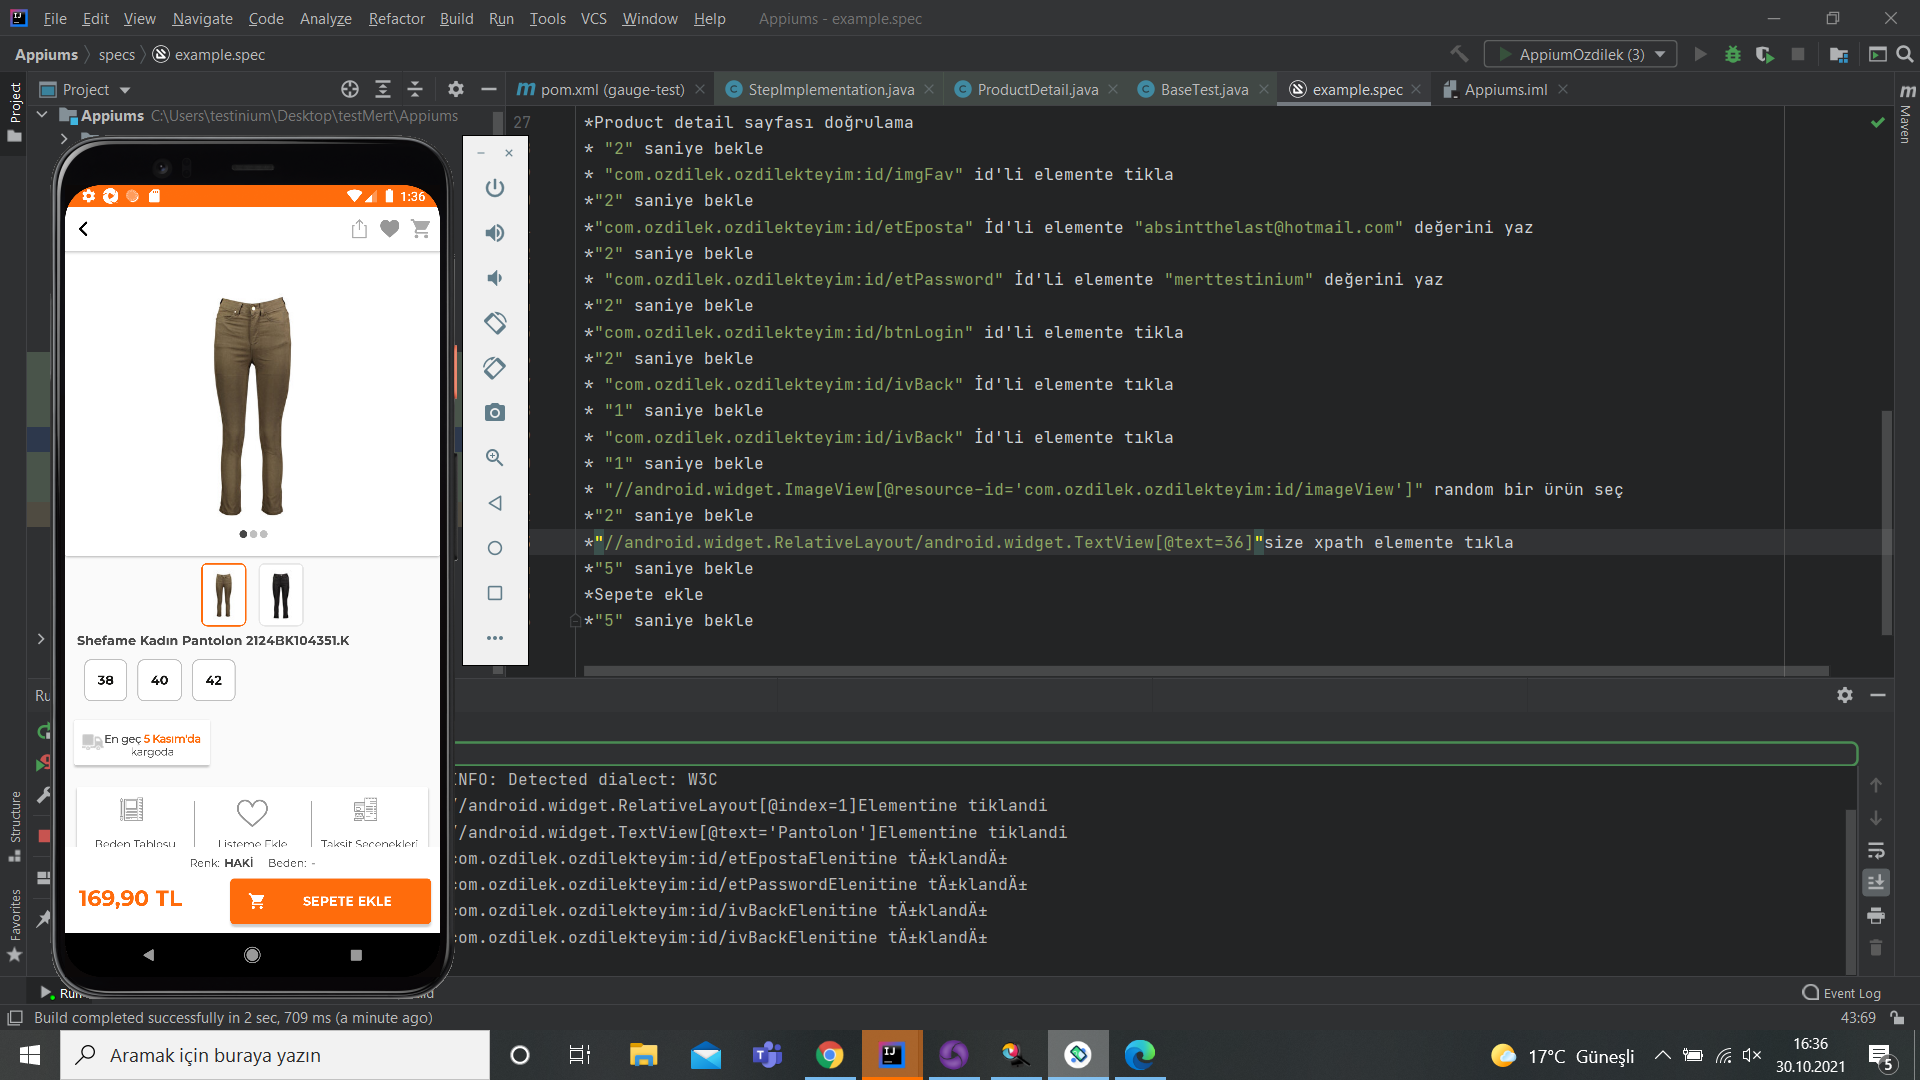 File Edit View Navigate Code Analyze Refactor Build Run Tools VCS Window Help Appiums - example.spec
Appiums specs example.spec AppiumOzdilek (3)
Project pom.xml (gauge-test) StepImplementation.java ProductDetail.java BaseTest.java example.spec Appiums.iml
Project
Maven
Appiums C:\Users\testinium\Desktop\testMert\Appiums
27
*Product detail sayfası doğrulama
* "2" saniye bekle
* "com.ozdilek.ozdilekteyim:id/imgFav" id'li elemente tikla
*"2" saniye bekle
*"com.ozdilek.ozdilekteyim:id/etEposta" İd'li elemente "absintthelast@hotmail.com" değerini yaz
*"2" saniye bekle
* "com.ozdilek.ozdilekteyim:id/etPassword" İd'li elemente "merttestinium" değerini yaz
*"2" saniye bekle
*"com.ozdilek.ozdilekteyim:id/btnLogin" id'li elemente tikla
*"2" saniye bekle
* "com.ozdilek.ozdilekteyim:id/ivBack" İd'li elemente tıkla
* "1" saniye bekle
* "com.ozdilek.ozdilekteyim:id/ivBack" İd'li elemente tıkla
* "1" saniye bekle
* "//android.widget.ImageView[@resource-id='com.ozdilek.ozdilekteyim:id/imageView']" random bir ürün seç
*"2" saniye bekle
*"//android.widget.RelativeLayout/android.widget.TextView[@text=36]"size xpath elemente tıkla
*"5" saniye bekle
*Sepete ekle
*"5" saniye bekle
1:36
Shefame Kadın Pantolon 2124BK104351.K
38 40 42
En geç 5 Kasım'da
kargoda
Beden Tablosu Listeme Ekle Taksit Seçenekleri
Renk: HAKİ Beden: -
169,90 TL SEPETE EKLE
Ru
NFO: Detected dialect: W3C
/android.widget.RelativeLayout[@index=1]Elementine tiklandi
/android.widget.TextView[@text='Pantolon']Elementine tiklandi
com.ozdilek.ozdilekteyim:id/etEpostaElenitine tÄ±klandÄ±
com.ozdilek.ozdilekteyim:id/etPasswordElenitine tÄ±klandÄ±
com.ozdilek.ozdilekteyim:id/ivBackElenitine tÄ±klandÄ±
com.ozdilek.ozdilekteyim:id/ivBackElenitine tÄ±klandÄ±
Structure
Favorites
Run
Event Log
Build completed successfully in 2 sec, 709 ms (a minute ago) 43:69
Aramak için buraya yazın
17°C Güneşli
16:36
30.10.2021
5